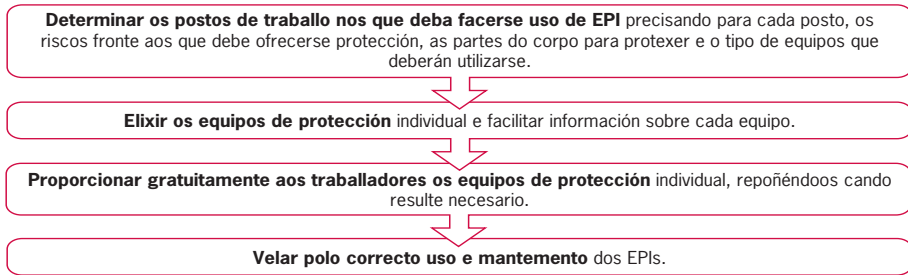 Determinar os postos de traballo nos que deba facerse uso de EPI precisando para cada posto, os
riscos fronte aos que debe ofrecerse protección, as partes do corpo para protexer e o tipo de equipos que
deberán utilizarse.
Elixir os equipos de protección individual e facilitar información sobre cada equipo.
Proporcionar gratuitamente aos traballadores os equipos de protección individual, repoñéndoos cando
resulte necesario.
Velar polo correcto uso e mantemento dos EPIs.